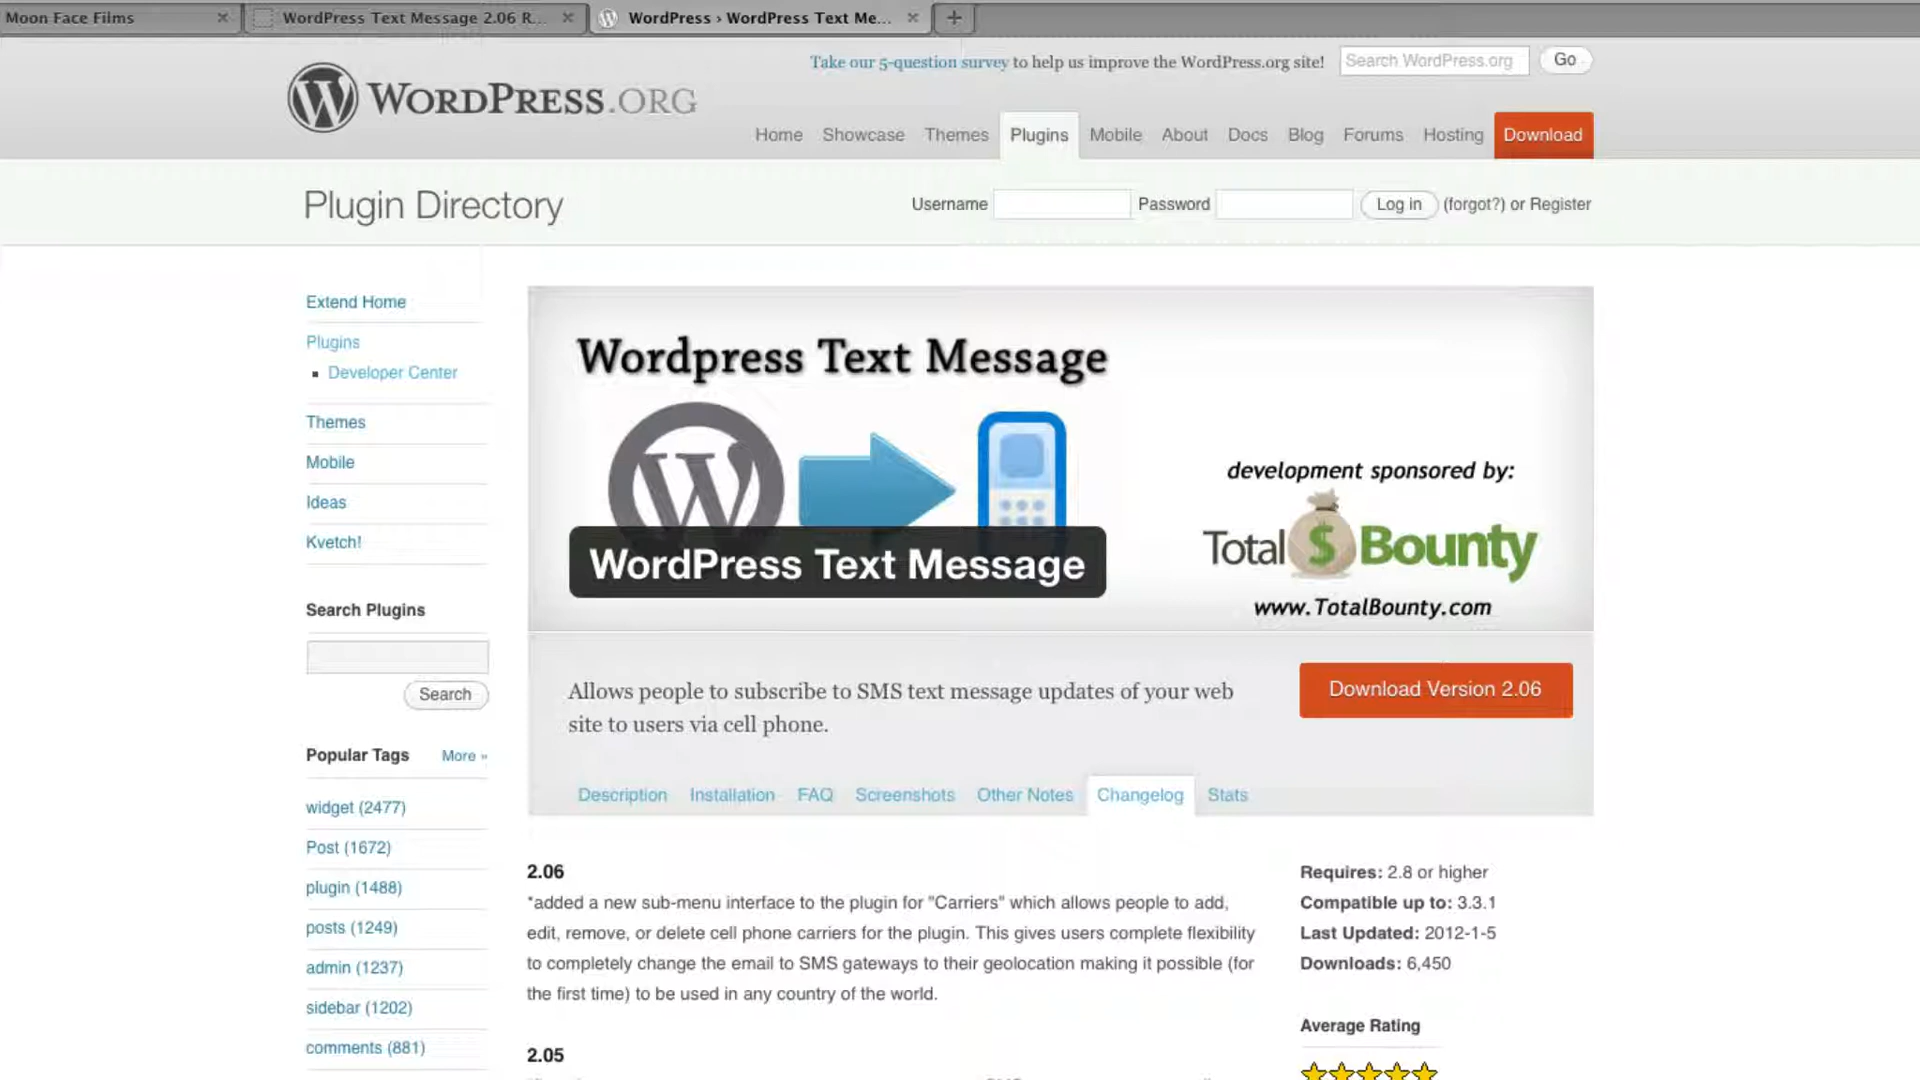 Moon Face Films
WordPress Text Message 2.06 R...
WordPress › WordPress Text Me...
Take our 5-question survey to help us improve the WordPress.org site!
Search WordPress.org
Go
WORDPRESS.ORG
Home
Showcase
Themes
Plugins
Mobile
About
Docs
Blog
Forums
Hosting
Download
Plugin Directory
Username
Password
Log in
(forgot?) or Register
Extend Home
Plugins
Developer Center
Themes
Mobile
Ideas
Kvetch!
Search Plugins
Search
Popular Tags
More »
widget (2477)
Post (1672)
plugin (1488)
posts (1249)
admin (1237)
sidebar (1202)
comments (881)
Wordpress Text Message
WordPress Text Message
development sponsored by:
Total $ Bounty
www.TotalBounty.com
Allows people to subscribe to SMS text message updates of your web
site to users via cell phone.
Download Version 2.06
Description
Installation
FAQ
Screenshots
Other Notes
Changelog
Stats
2.06
*added a new sub-menu interface to the plugin for "Carriers" which allows people to add,
edit, remove, or delete cell phone carriers for the plugin. This gives users complete flexibility
to completely change the email to SMS gateways to their geolocation making it possible (for
the first time) to be used in any country of the world.
2.05
Requires: 2.8 or higher
Compatible up to: 3.3.1
Last Updated: 2012-1-5
Downloads: 6,450
Average Rating